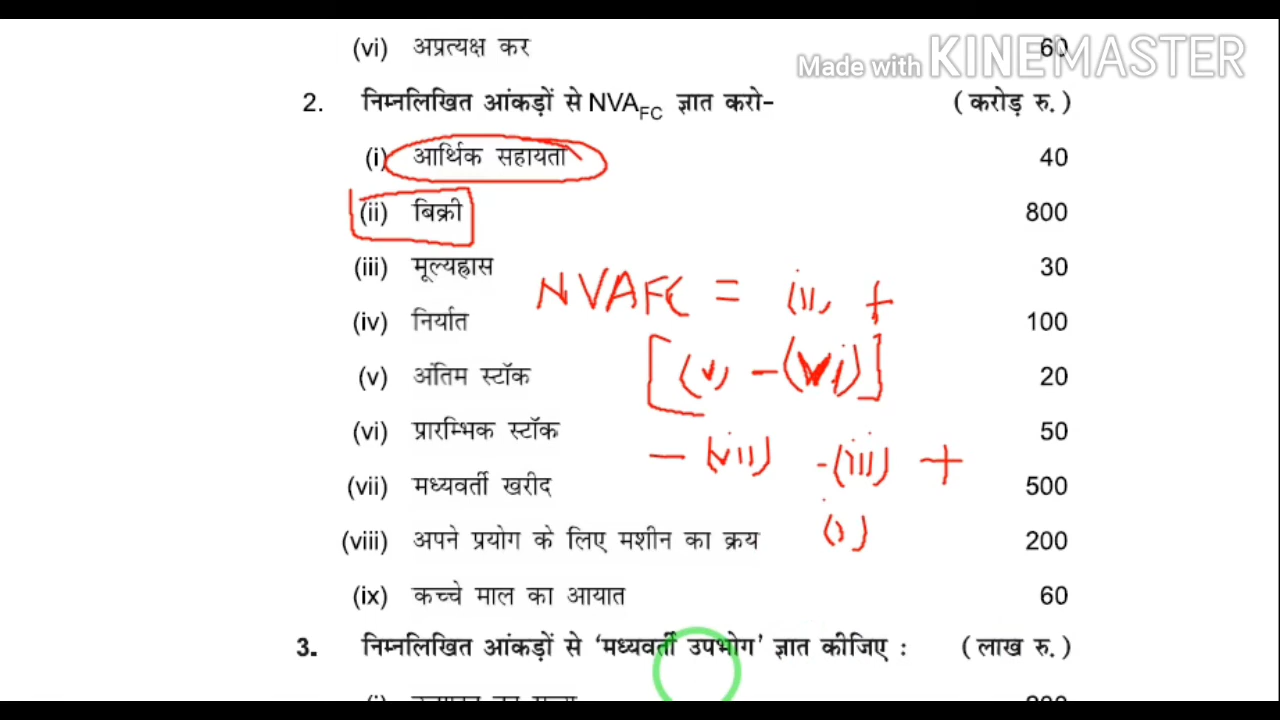 (vi) अप्रत्यक्ष कर 60
Made with KINEMASTER
2. निम्नलिखित आंकड़ों से NVAFC ज्ञात करो- (करोड़ रु.)
(i) आर्थिक सहायता 40
(ii) बिक्री 800
(iii) मूल्यह्रास 30
NVAFC = (ii) +
(iv) निर्यात 100
[(v) - (vi)]
(v) अंतिम स्टॉक 20
(vi) प्रारम्भिक स्टॉक 50
- (vii) - (iii) +
(vii) मध्यवर्ती खरीद 500
(i)
(viii) अपने प्रयोग के लिए मशीन का क्रय 200
(ix) कच्चे माल का आयात 60
3. निम्नलिखित आंकड़ों से ‘मध्यवर्ती उपभोग’ ज्ञात कीजिए : (लाख रु.)